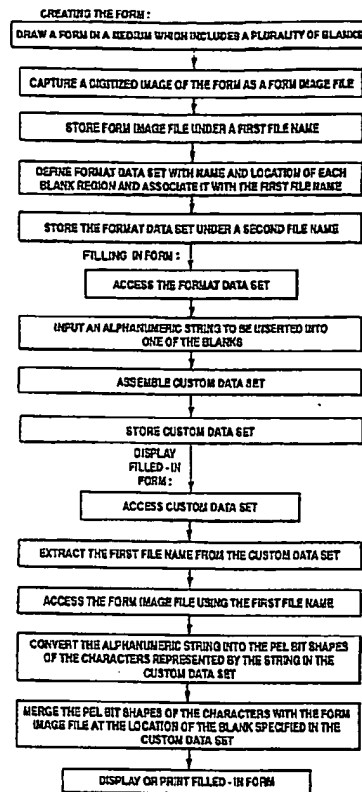 CREATING THE FORM:
DRAW A FORM IN A MEDIUM WHICH INCLUDES A PLURALITY OF BLANKS
CAPTURE A DIGITIZED IMAGE OF THE FORM AS A FORM IMAGE FILE
STORE FORM IMAGE FILE UNDER A FIRST FILE NAME
DEFINE FORMAT DATA SET WITH NAME AND LOCATION OF EACH
BLANK REGION AND ASSOCIATE IT WITH THE FIRST FILE NAME
STORE THE FORMAT DATA SET UNDER A SECOND FILE NAME
FILLING IN FORM:
ACCESS THE FORMAT DATA SET
INPUT AN ALPHANUMERIC STRING TO BE INSERTED INTO
ONE OF THE BLANKS
ASSEMBLE CUSTOM DATA SET
STORE CUSTOM DATA SET
DISPLAY
FILLED-IN
FORM:
ACCESS CUSTOM DATA SET
EXTRACT THE FIRST FILE NAME FROM THE CUSTOM DATA SET
ACCESS THE FORM IMAGE FILE USING THE FIRST FILE NAME
CONVERT THE ALPHANUMERIC STRING INTO THE PEL BIT SHAPES
OF THE CHARACTERS REPRESENTED BY THE STRING IN THE
CUSTOM DATA SET
MERGE THE PEL BIT SHAPES OF THE CHARACTERS WITH THE FORM
IMAGE FILE AT THE LOCATION OF THE BLANK SPECIFIED IN THE
CUSTOM DATA SET
DISPLAY OR PRINT FILLED-IN FORM